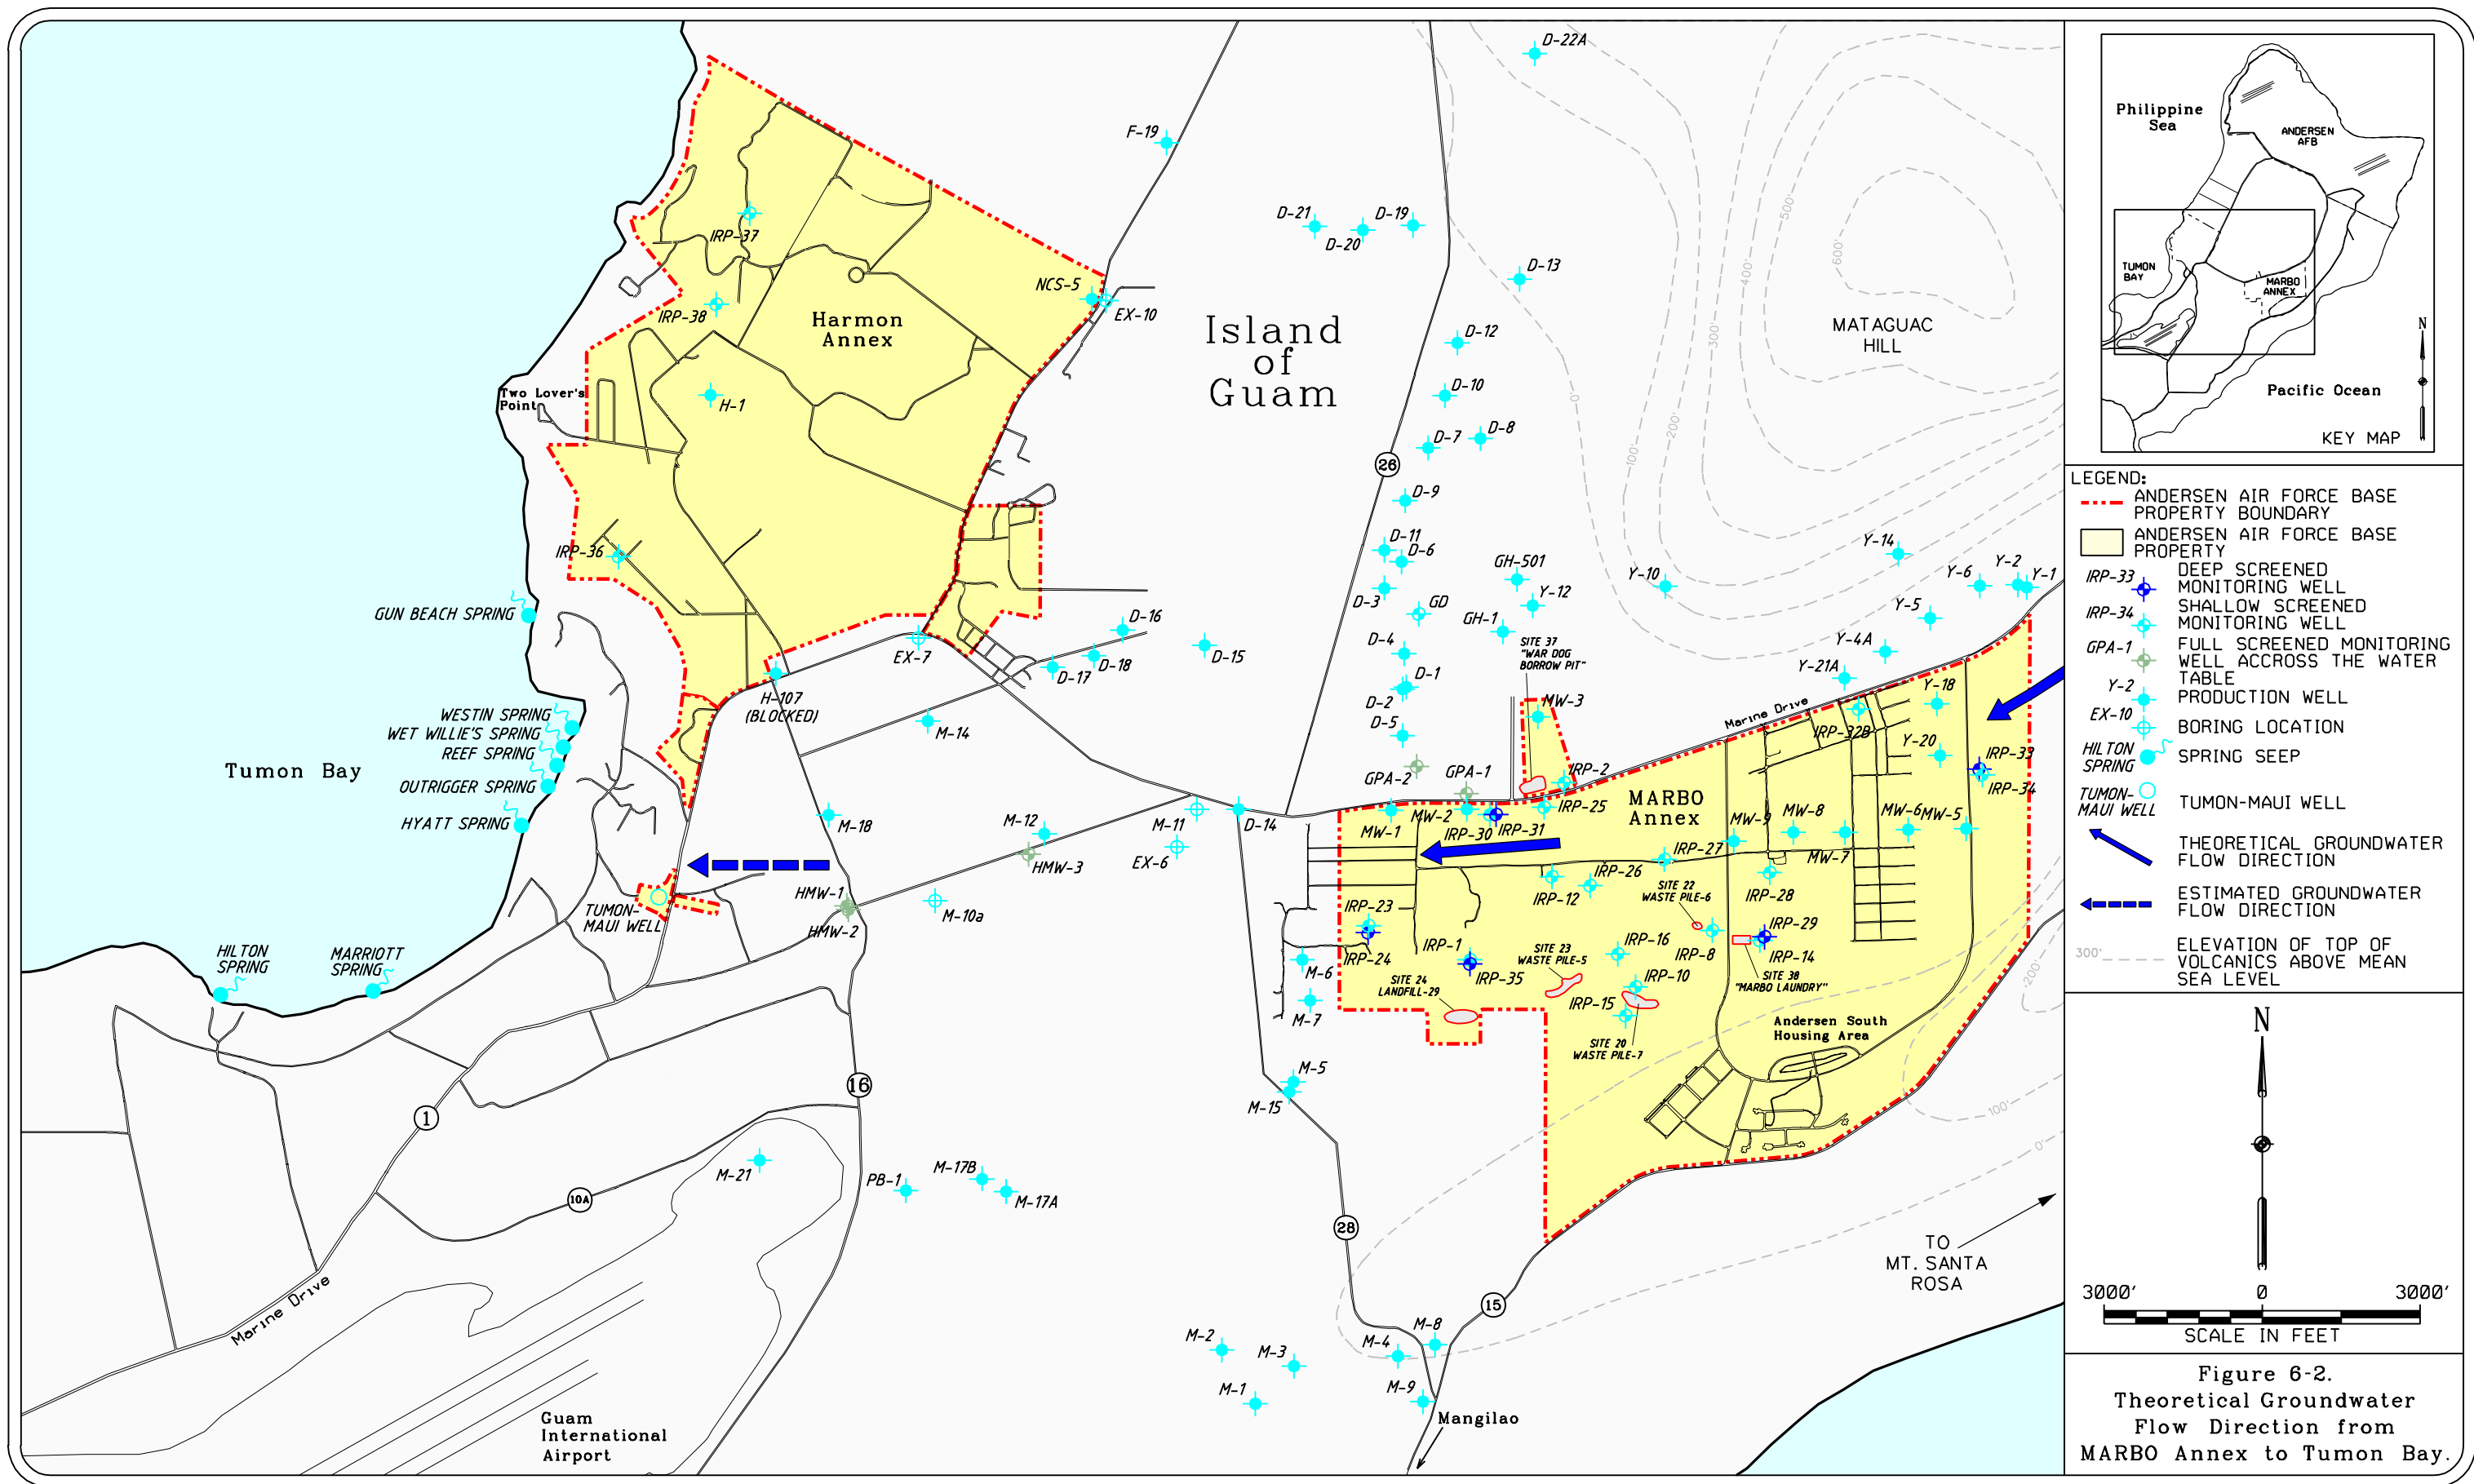 D-22A
F-19
D-21
D-20
D-19
IRP-37
D-13
NCS-5
EX-10
IRP-38
Harmon
Annex
Island
of
Guam
D-12
MATAGUAC
HILL
500'
600'
400'
300'
200'
100'
0'
Two Lover's
Point
H-1
D-10
D-7
D-8
26
D-9
IRP-36
D-11
D-6
GH-501
Y-10
Y-14
Y-6
Y-2
Y-1
D-3
GD
Y-12
Y-5
GUN BEACH SPRING
D-16
GH-1
EX-7
D-4
SITE 37
"WAR DOG
BORROW PIT"
Y-4A
D-18
D-15
D-17
Y-21A
H-107
(BLOCKED)
D-1
D-2
Y-18
MW-3
Marine Drive
WESTIN SPRING
WET WILLIE'S SPRING
REEF SPRING
M-14
D-5
IRP-32B
Y-20
IRP-33
Tumon Bay
OUTRIGGER SPRING
GPA-2
GPA-1
IRP-2
IRP-34
HYATT SPRING
M-18
M-12
M-11
D-14
MW-1
MW-2
IRP-30
IRP-31
IRP-25
MARBO
Annex
MW-9
MW-8
MW-7
MW-6
MW-5
HMW-3
EX-6
IRP-27
HMW-1
IRP-12
IRP-26
SITE 22
WASTE PILE-6
IRP-28
M-10a
TUMON-
MAUI WELL
HMW-2
IRP-23
IRP-24
IRP-1
IRP-35
SITE 23
WASTE PILE-5
IRP-16
IRP-8
IRP-29
IRP-14
HILTON
SPRING
MARRIOTT
SPRING
M-6
SITE 24
LANDFILL-29
IRP-10
SITE 38
"MARBO LAUNDRY"
M-7
IRP-15
Andersen South
Housing Area
SITE 20
WASTE PILE-7
200'
100'
0'
16
1
M-5
M-15
M-21
10A
PB-1
M-17B
M-17A
28
TO
MT. SANTA
ROSA
15
Marine Drive
M-2
M-3
M-4
M-8
M-1
M-9
Mangilao
Guam
International
Airport
Philippine
Sea
ANDERSEN
AFB
TUMON
BAY
MARBO
ANNEX
N
Pacific Ocean
KEY MAP
LEGEND:
ANDERSEN AIR FORCE BASE
PROPERTY BOUNDARY
ANDERSEN AIR FORCE BASE
PROPERTY
IRP-33
DEEP SCREENED
MONITORING WELL
IRP-34
SHALLOW SCREENED
MONITORING WELL
GPA-1
FULL SCREENED MONITORING
WELL ACCROSS THE WATER
TABLE
Y-2
PRODUCTION WELL
EX-10
BORING LOCATION
HILTON
SPRING
SPRING SEEP
TUMON-
MAUI WELL
TUMON-MAUI WELL
THEORETICAL GROUNDWATER
FLOW DIRECTION
ESTIMATED GROUNDWATER
FLOW DIRECTION
300'
ELEVATION OF TOP OF
VOLCANICS ABOVE MEAN
SEA LEVEL
N
3000' 0 3000'
SCALE IN FEET
Figure 6-2.
Theoretical Groundwater
Flow Direction from
MARBO Annex to Tumon Bay.